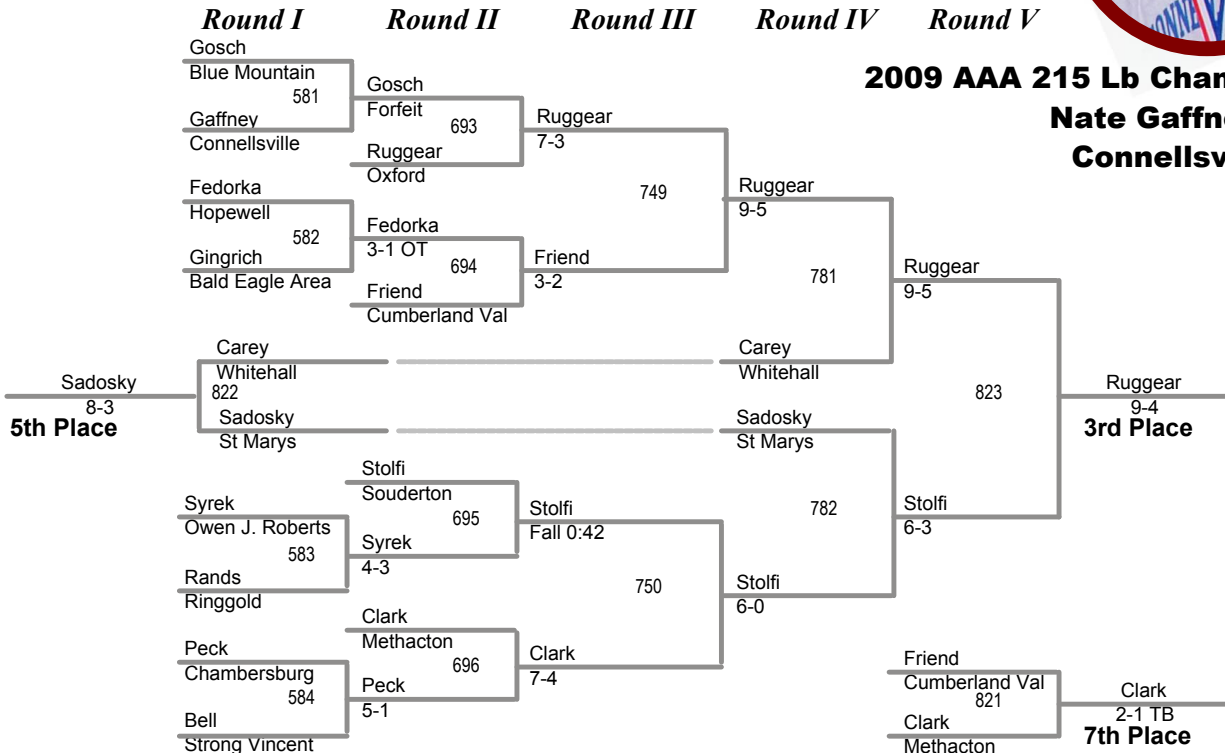 Round I Round II Round III Round IV Round V
2009 AAA 215 Lb
Nate
Gosch
Blue Mountain
581
Gaffney
Connellsville
Gosch
Forfeit
693
Ruggear
Oxford
Ruggear
7-3
Fedorka
Hopewell
582
Gingrich
Bald Eagle Area
Fedorka
3-1 OT
694
Friend
Cumberland Val
Friend
3-2
749
Ruggear
9-5
781
Carey
Whitehall
Ruggear
9-5
Carey
Whitehall
822
Sadosky
St Marys
Sadosky
8-3
5th Place
Sadosky
St Marys
823
Ruggear
9-4
3rd Place
Stolfi
Souderton
695
Syrek
Owen J. Roberts
583
Rands
Ringgold
Syrek
4-3
Stolfi
Fall 0:42
782
Stolfi
6-3
750
Stolfi
6-0
Clark
Methacton
696
Peck
Chambersburg
584
Bell
Strong Vincent
Peck
5-1
Clark
7-4
Friend
Cumberland Val
821
Clark
Methacton
Clark
2-1 TB
7th Place